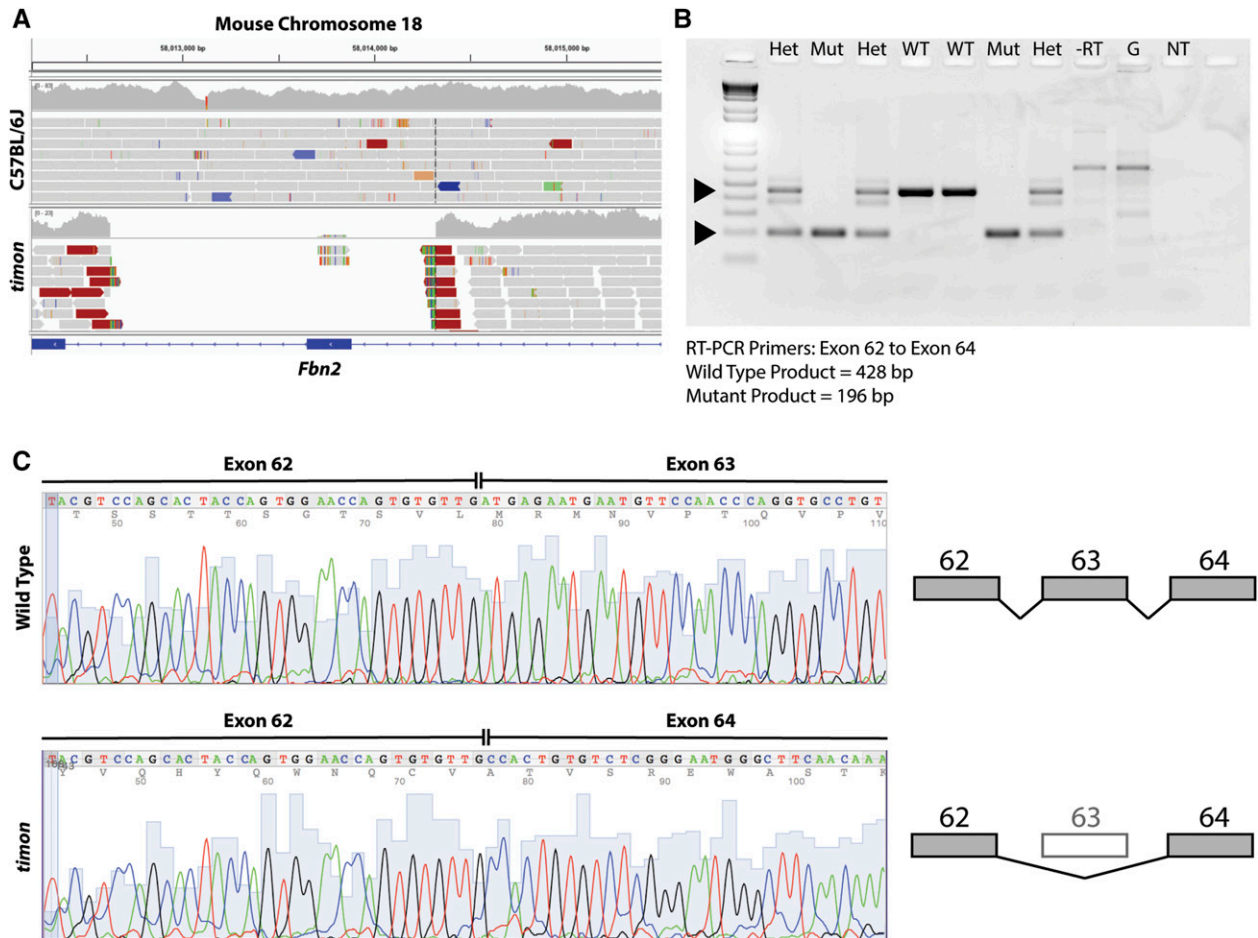 A
Mouse Chromosome 18
58,013,000 bp 58,014,000 bp 58,015,000 bp
C57BL/6J
timon
Fbn2
B
Het Mut Het WT WT Mut Het -RT G NT
RT-PCR Primers: Exon 62 to Exon 64
Wild Type Product = 428 bp
Mutant Product = 196 bp
C
Exon 62 Exon 63
Wild Type
TACGTCCAGCACTACCAGTGGAACCAGTGTGTTGATGAGAATGAATGTTCCAACCCAGGTGCCTGT
T S S T T S G T S V L M R M N V P T Q V P V
50 60 70 80 90 100 110
62 63 64
Exon 62 Exon 64
timon
TACGTCCAGCACTACCAGTGGAACCAGTGTGTTGCCACTGTGTCTCGGGAATGGGCTTCAACAAA
Y V Q H Y Q W N Q C V A T V S R E W A S T K
50 60 70 80 90 100
62 63 64